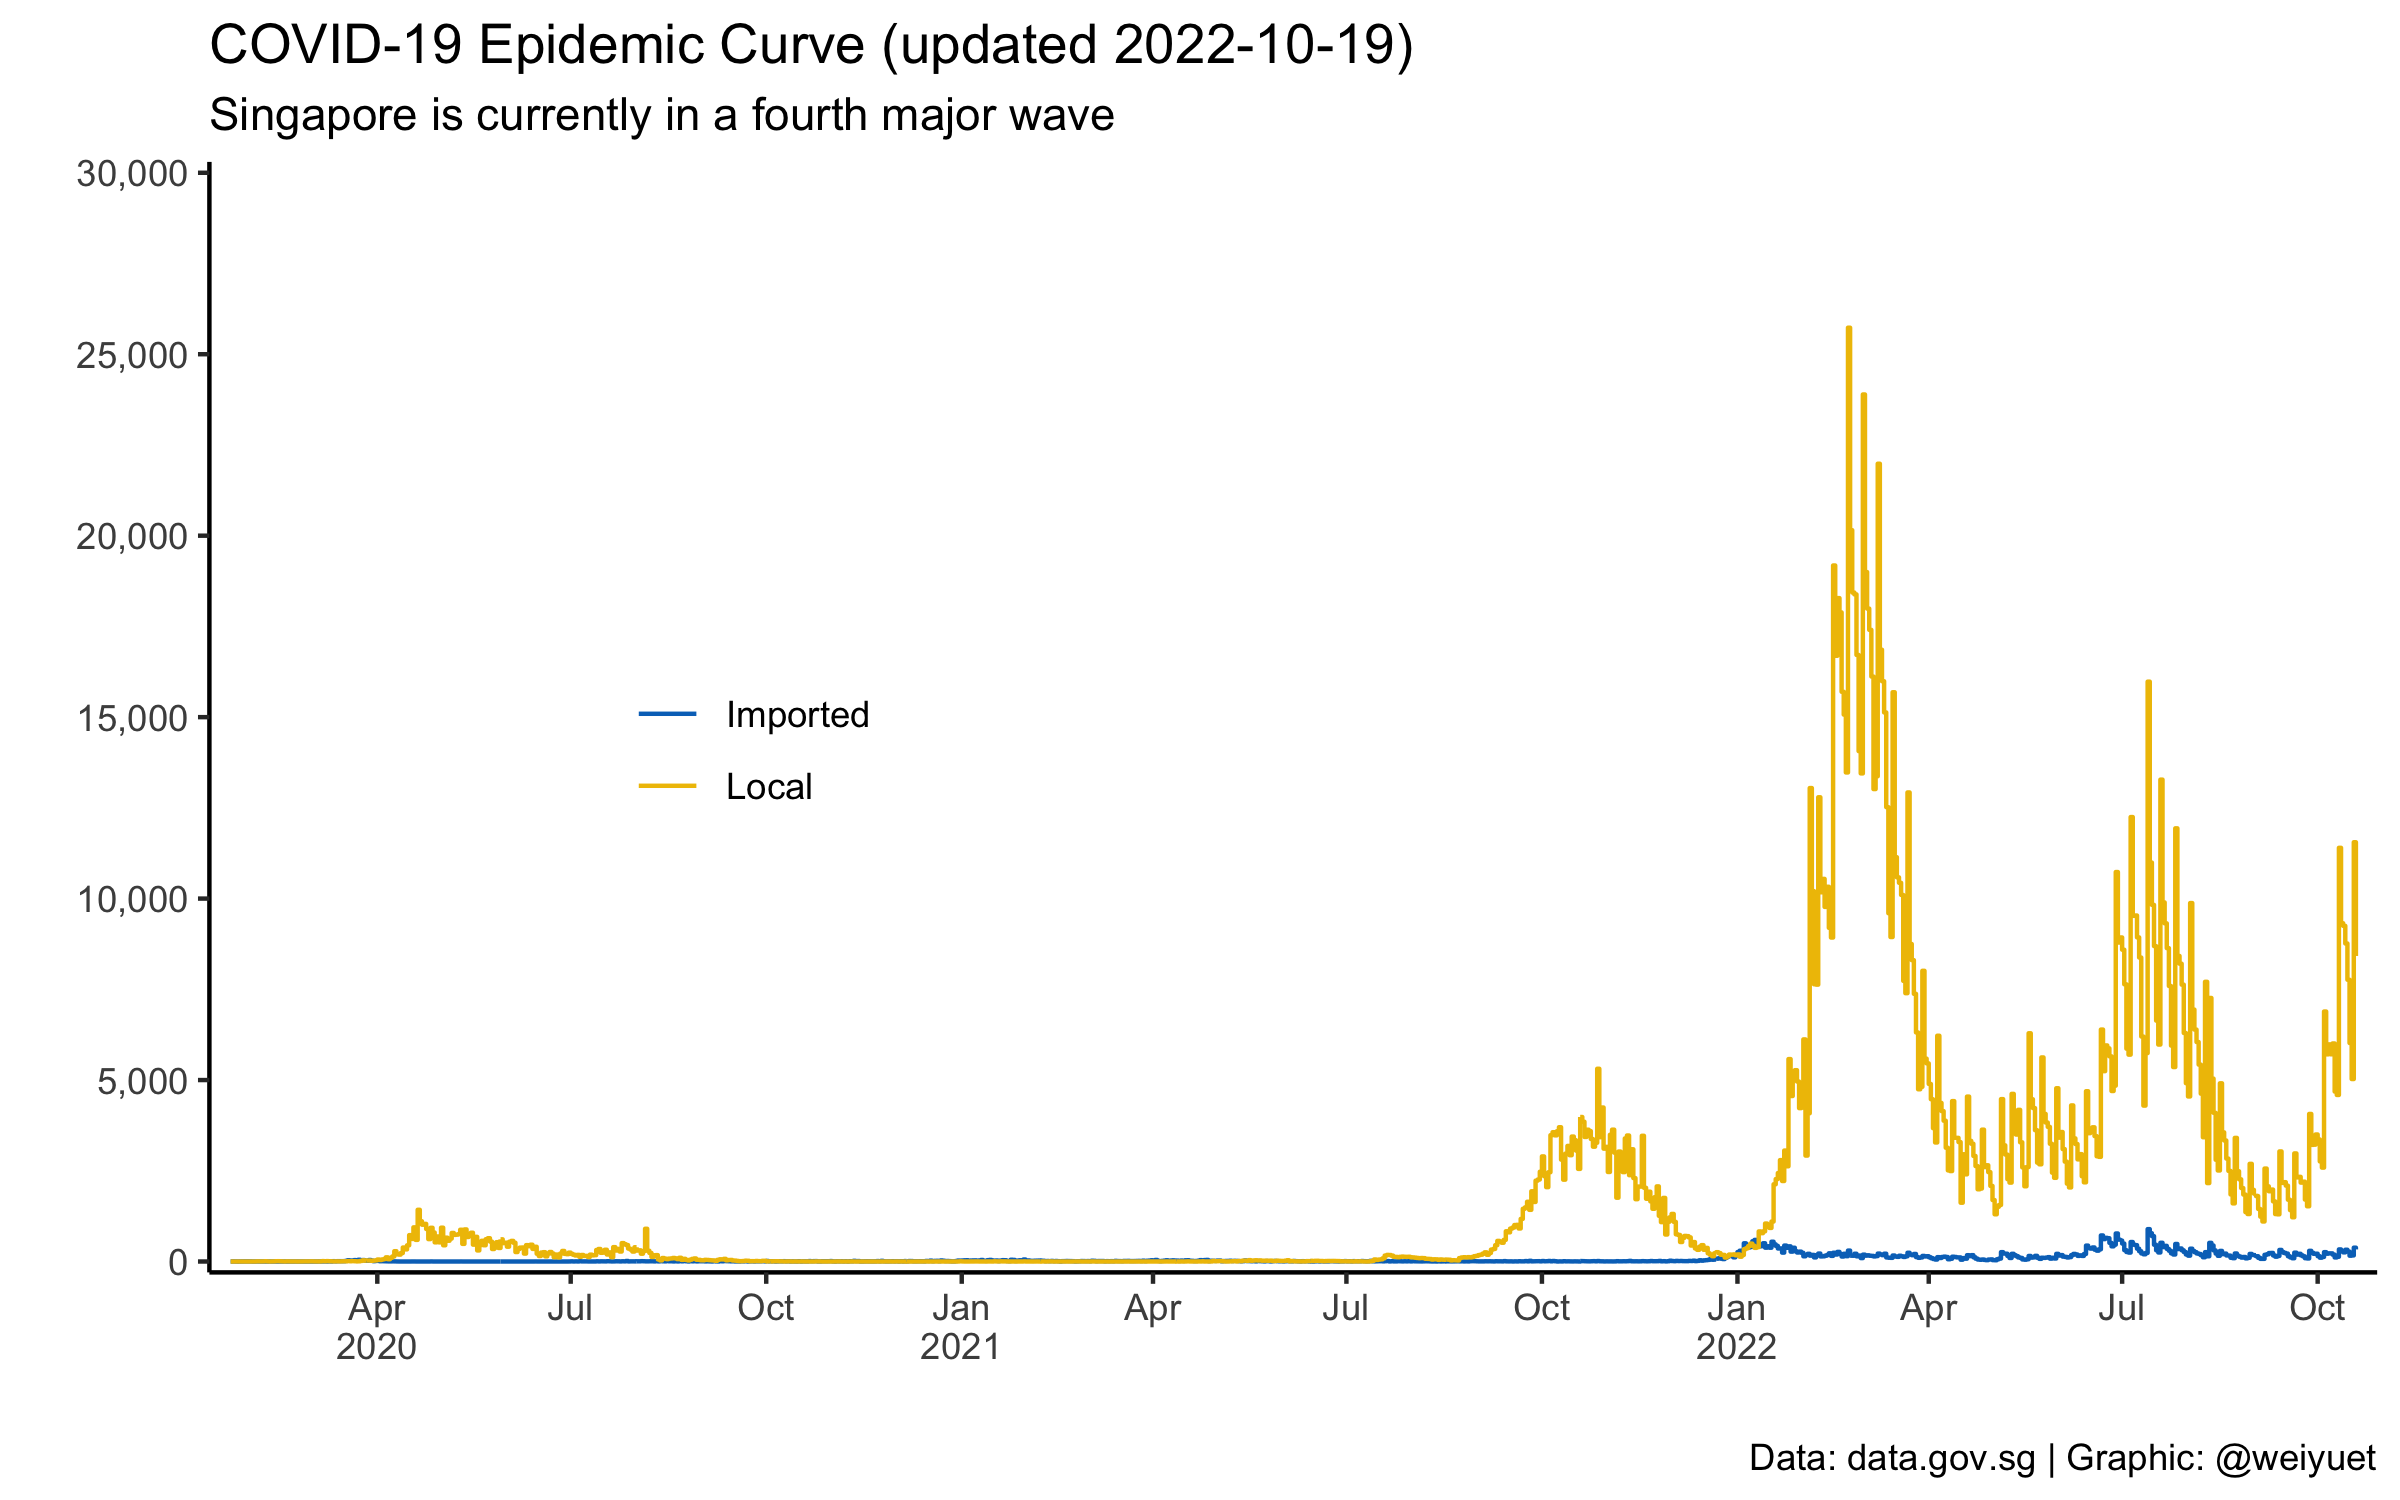 COVID-19 Epidemic Curve (updated 2022-10-19)
Singapore is currently in a fourth major wave
30,000
25,000
20,000
15,000
10,000
5,000
0
Imported
Local
Apr Jul Oct Jan Apr Jul Oct Jan Apr Jul Oct
2020 2021 2022
Data: data.gov.sg | Graphic: @weiyuet